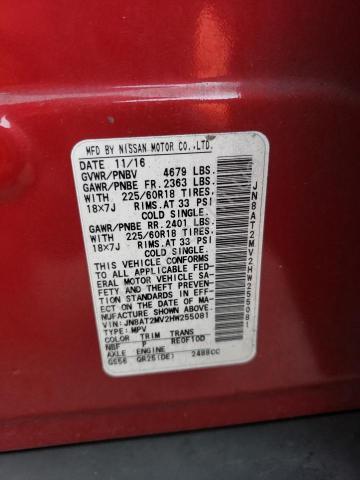 MFD BY NISSAN MOTOR CO.,LTD.
DATE 11/16
GVWR/PNBV 4679 LBS.
GAWR/PNBE FR. 2363 LBS.
WITH 225/60R18 TIRES,
18X7J RIMS.AT 33 PSI
COLD SINGLE.
GAWR/PNBE RR.2401 LBS.
WITH 225/60R18 TIRES,
18X7J RIMS.AT 33 PSI
COLD SINGLE.
THIS VEHICLE CONFORMS
TO ALL APPLICABLE FED-
ERAL MOTOR VEHICLE SA-
FETY AND THEFT PREVEN-
TION STANDARDS IN EFF-
ECT ON THE DATE OF MA-
NUFACTURE SHOWN ABOVE.
VIN:JN8AT2MV2HW255081
TYPE:MPV
COLOR TRIM TRANS
NBF P RE0F10D
AXLE ENGINE
GS56 QR25(DE) 2488CC
JN8AT2MV2HW255081